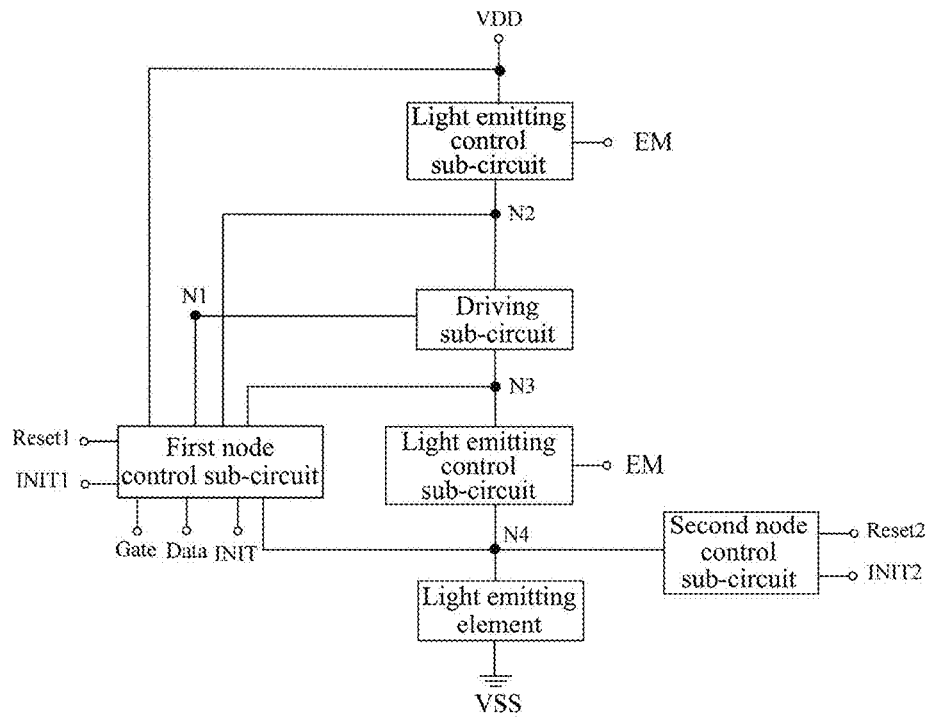 VDD
Light emitting
control
sub-circuit
EM
N2
N1
Driving
sub-circuit
N3
Reset1
First node
control sub-circuit
INIT1
Light emitting
control
sub-circuit
EM
Gate Data INIT
N4
Second node
control
sub-circuit
Reset2
INIT2
Light emitting
element
VSS